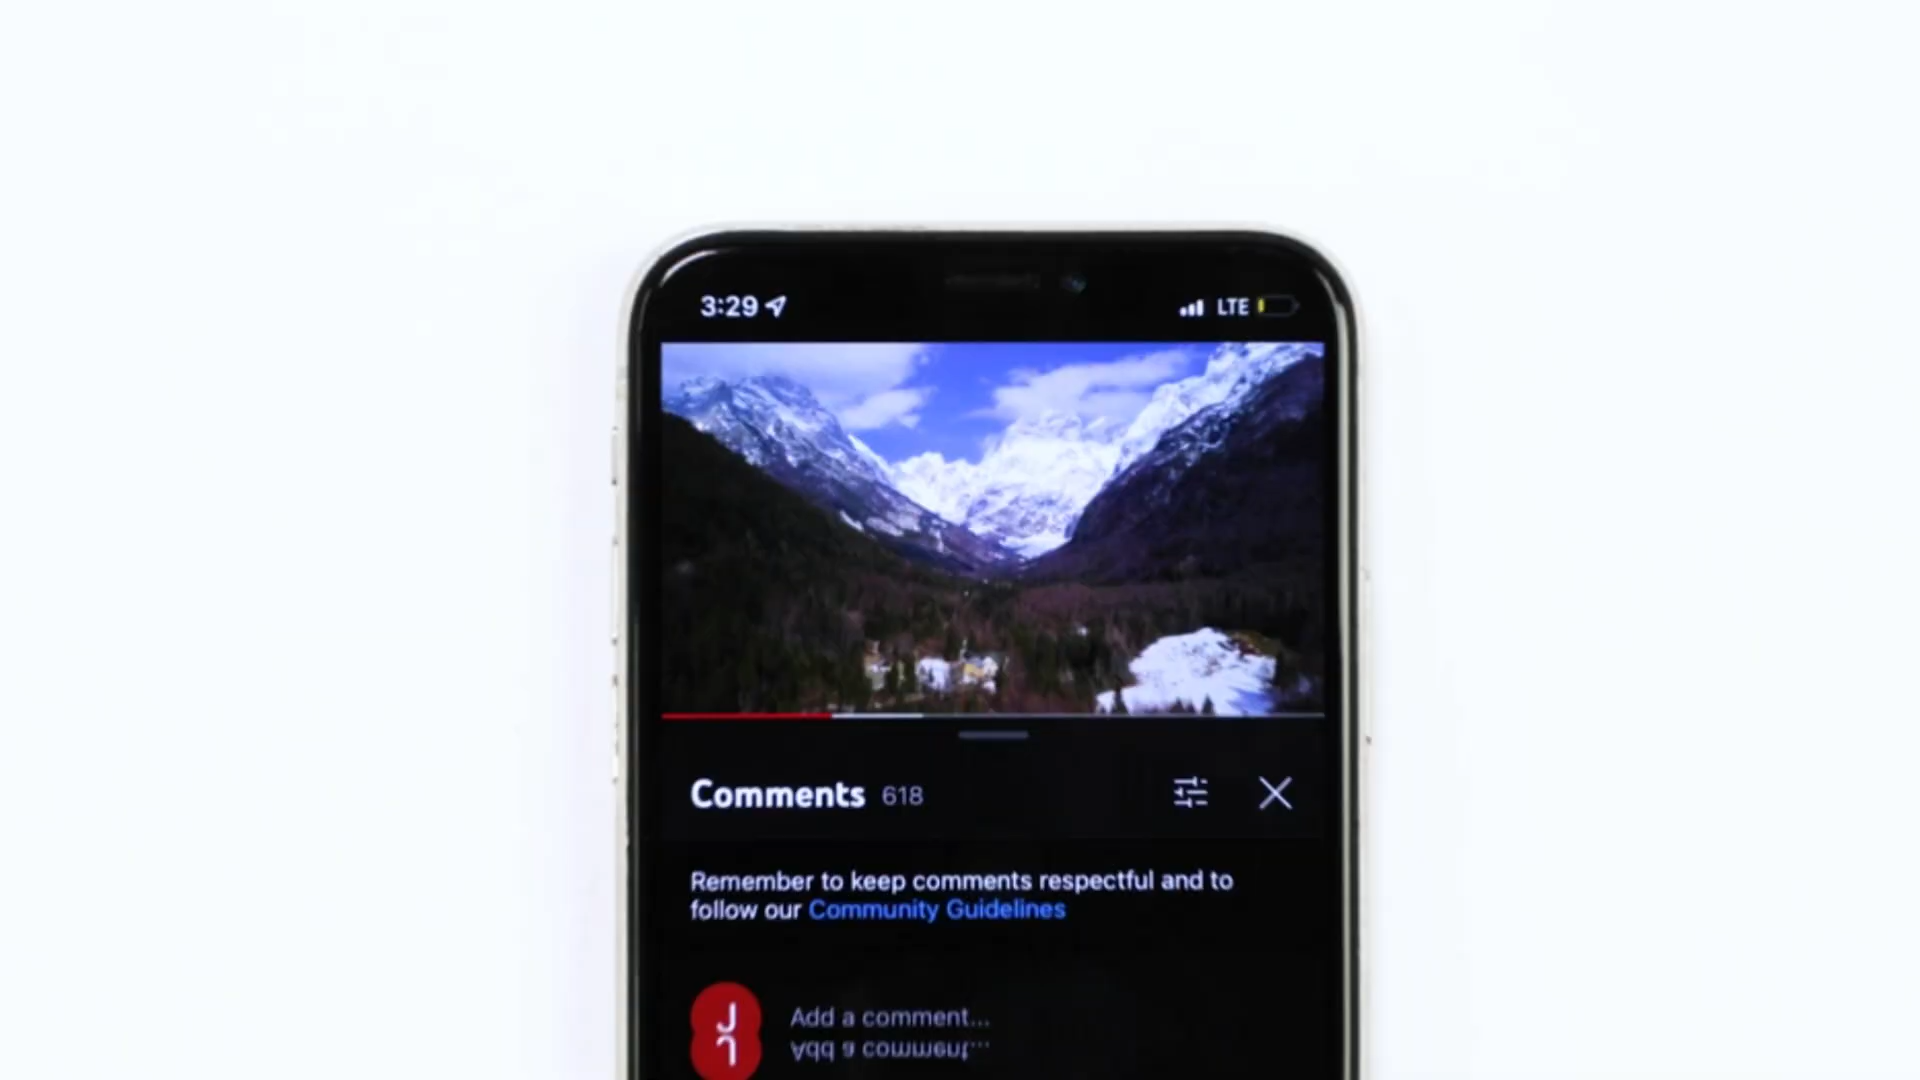 3:29 LTE
Comments 618
Remember to keep comments respectful and to
follow our Community Guidelines
J
Add a comment...